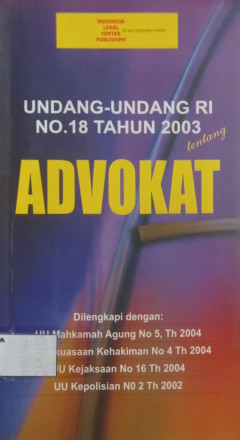 INDONESIA
LEGAL
CENTER
PUBLISHING
UNDANG-UNDANG RI
NO.18 TAHUN 2003
tentang
ADVOKAT
Dilengkapi dengan:
Mahkamah Agung No 5, Th 2004
kuasaan Kehakiman No 4 Th 2004
U Kejaksaan No 16 Th 2004
UU Kepolisian N0 2 Th 2002